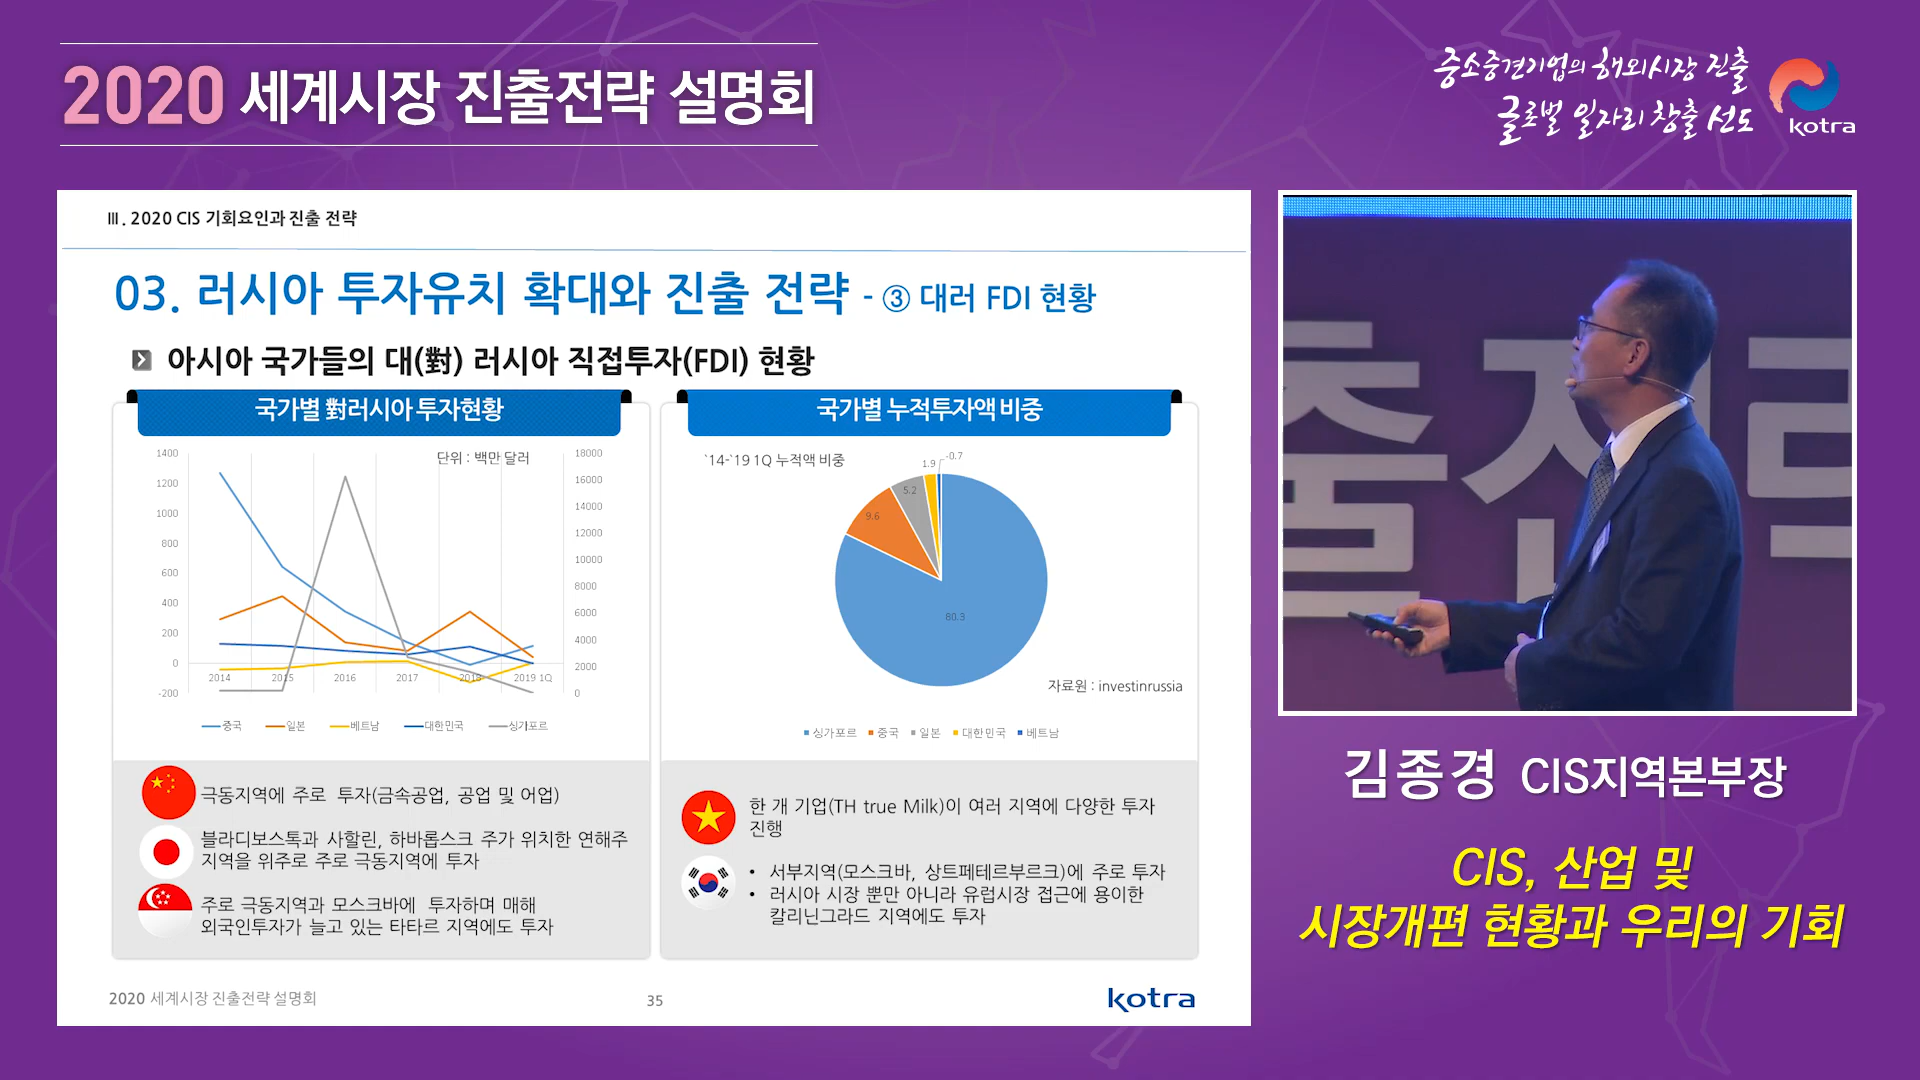 2020 세계시장 진출전략 설명회
중소중견기업의 해외시장 진출
글로벌 일자리 창출 선도
kotra
Ⅲ. 2020 CIS 기회요인과 진출 전략
03. 러시아 투자유치 확대와 진출 전략 - ③ 대러 FDI 현황
아시아 국가들의 대(對) 러시아 직접투자(FDI) 현황
국가별 對러시아 투자현황
단위 : 백만 달러
1400
1200
1000
800
600
400
200
0
-200
18000
16000
14000
12000
10000
8000
6000
4000
2000
0
2014 2015 2016 2017 2018 2019 1Q
중국 일본 베트남 대한민국 싱가포르
국가별 누적투자액 비중
`14-`19 1Q 누적액 비중
1.9
-0.7
5.2
9.6
80.3
자료원 : investinrussia
싱가포르 중국 일본 대한민국 베트남
극동지역에 주로 투자(금속공업, 공업 및 어업)
블라디보스톡과 사할린, 하바롭스크 주가 위치한 연해주
지역을 위주로 주로 극동지역에 투자
주로 극동지역과 모스크바에 투자하며 매해
외국인투자가 늘고 있는 타타르 지역에도 투자
한 개 기업(TH true Milk)이 여러 지역에 다양한 투자
진행
• 서부지역(모스크바, 상트페테르부르크)에 주로 투자
• 러시아 시장 뿐만 아니라 유럽시장 접근에 용이한
칼리닌그라드 지역에도 투자
2020 세계시장 진출전략 설명회
35
kotra
출전략
김종경 CIS지역본부장
CIS, 산업 및
시장개편 현황과 우리의 기회